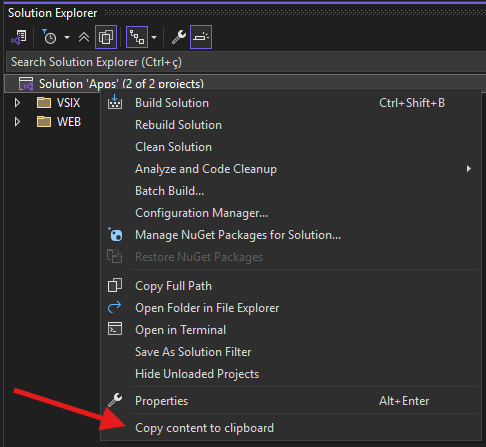 Solution Explorer
Search Solution Explorer (Ctrl+ç)
Solution 'Apps' (2 of 2 projects)
VSIX
WEB
Build Solution Ctrl+Shift+B
Rebuild Solution
Clean Solution
Analyze and Code Cleanup
Batch Build...
Configuration Manager...
Manage NuGet Packages for Solution...
Restore NuGet Packages
Copy Full Path
Open Folder in File Explorer
Open in Terminal
Save As Solution Filter
Hide Unloaded Projects
Properties Alt+Enter
Copy content to clipboard